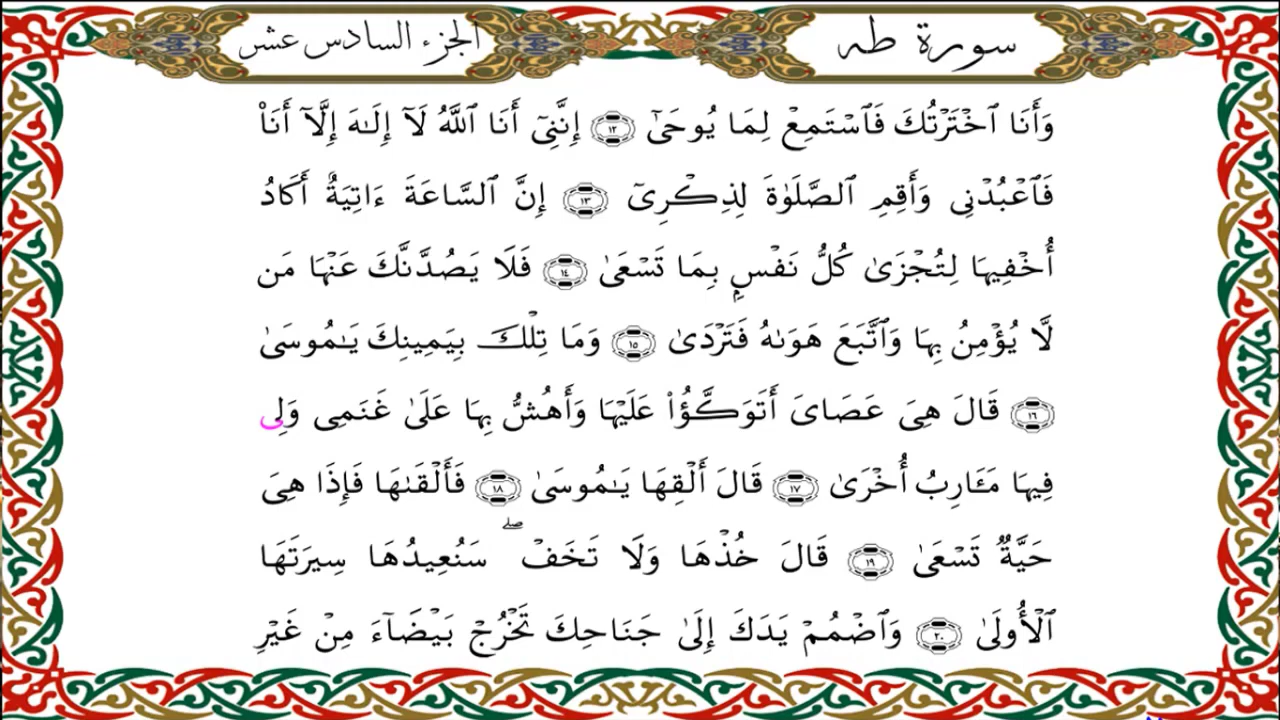 سورة طه
الجزء السادس عشر
وَأَنَا ٱخْتَرْتُكَ فَٱسْتَمِعْ لِمَا يُوحَىٰٓ ١٢ إِنَّنِىٓ أَنَا ٱللَّهُ لَآ إِلَـٰهَ إِلَّآ أَنَا۠
فَٱعْبُدْنِى وَأَقِمِ ٱلصَّلَوٰةَ لِذِكْرِىٓ ١٣ إِنَّ ٱلسَّاعَةَ ءَاتِيَةٌ أَكَادُ
أُخْفِيهَا لِتُجْزَىٰ كُلُّ نَفْسٍۭ بِمَا تَسْعَىٰ ١٤ فَلَا يَصُدَّنَّكَ عَنْهَا مَن
لَّا يُؤْمِنُ بِهَا وَٱتَّبَعَ هَوَىٰهُ فَتَرْدَىٰ ١٥ وَمَا تِلْكَ بِيَمِينِكَ يَـٰمُوسَىٰ
١٦ قَالَ هِىَ عَصَاىَ أَتَوَكَّؤُا۟ عَلَيْهَا وَأَهُشُّ بِهَا عَلَىٰ غَنَمِى وَلِى
فِيهَا مَـَٔارِبُ أُخْرَىٰ ١٧ قَالَ أَلْقِهَا يَـٰمُوسَىٰ ١٨ فَأَلْقَىٰهَا فَإِذَا هِىَ
حَيَّةٌ تَسْعَىٰ ١٩ قَالَ خُذْهَا وَلَا تَخَفْ ۖ سَنُعِيدُهَا سِيرَتَهَا
ٱلْأُولَىٰ ٢٠ وَٱضْمُمْ يَدَكَ إِلَىٰ جَنَاحِكَ تَخْرُجْ بَيْضَآءَ مِنْ غَيْرِ